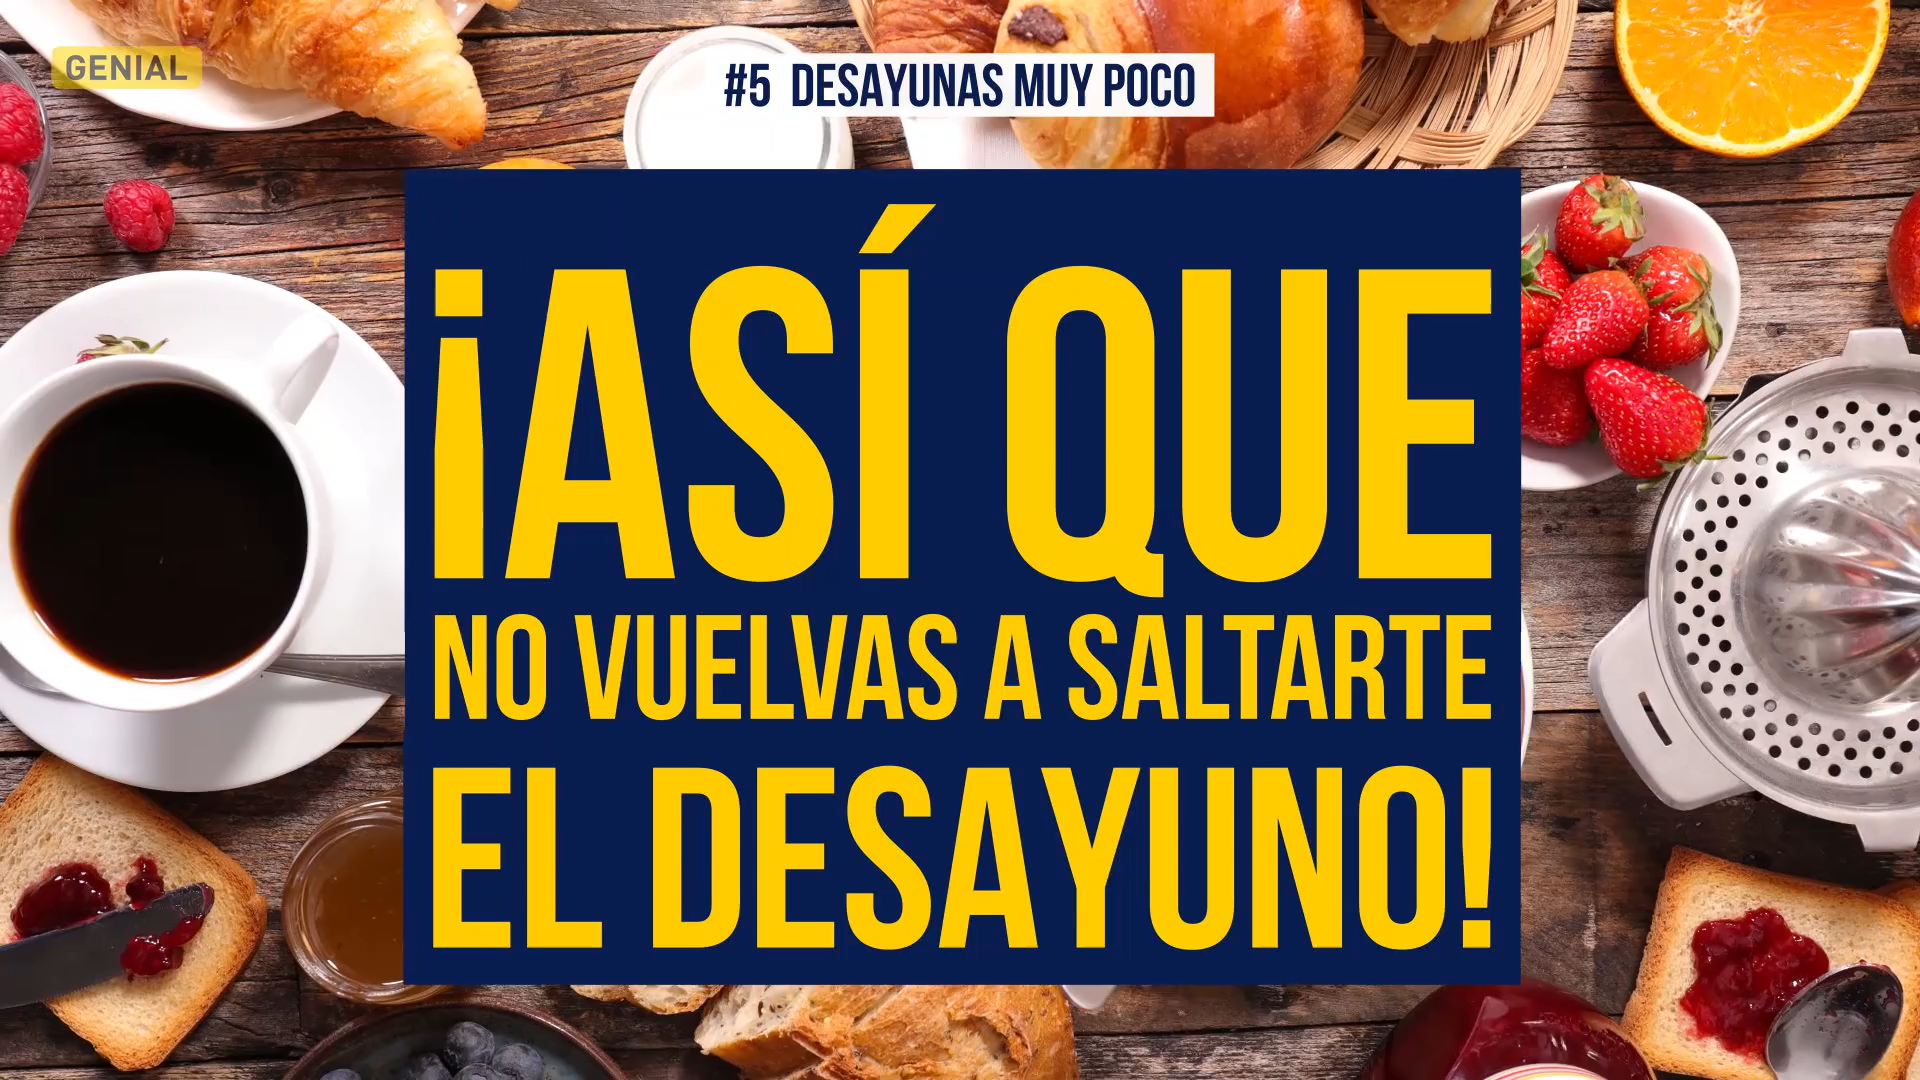 GENIAL
#5 DESAYUNAS MUY POCO
¡ASÍ QUE
NO VUELVAS A SALTARTE
EL DESAYUNO!